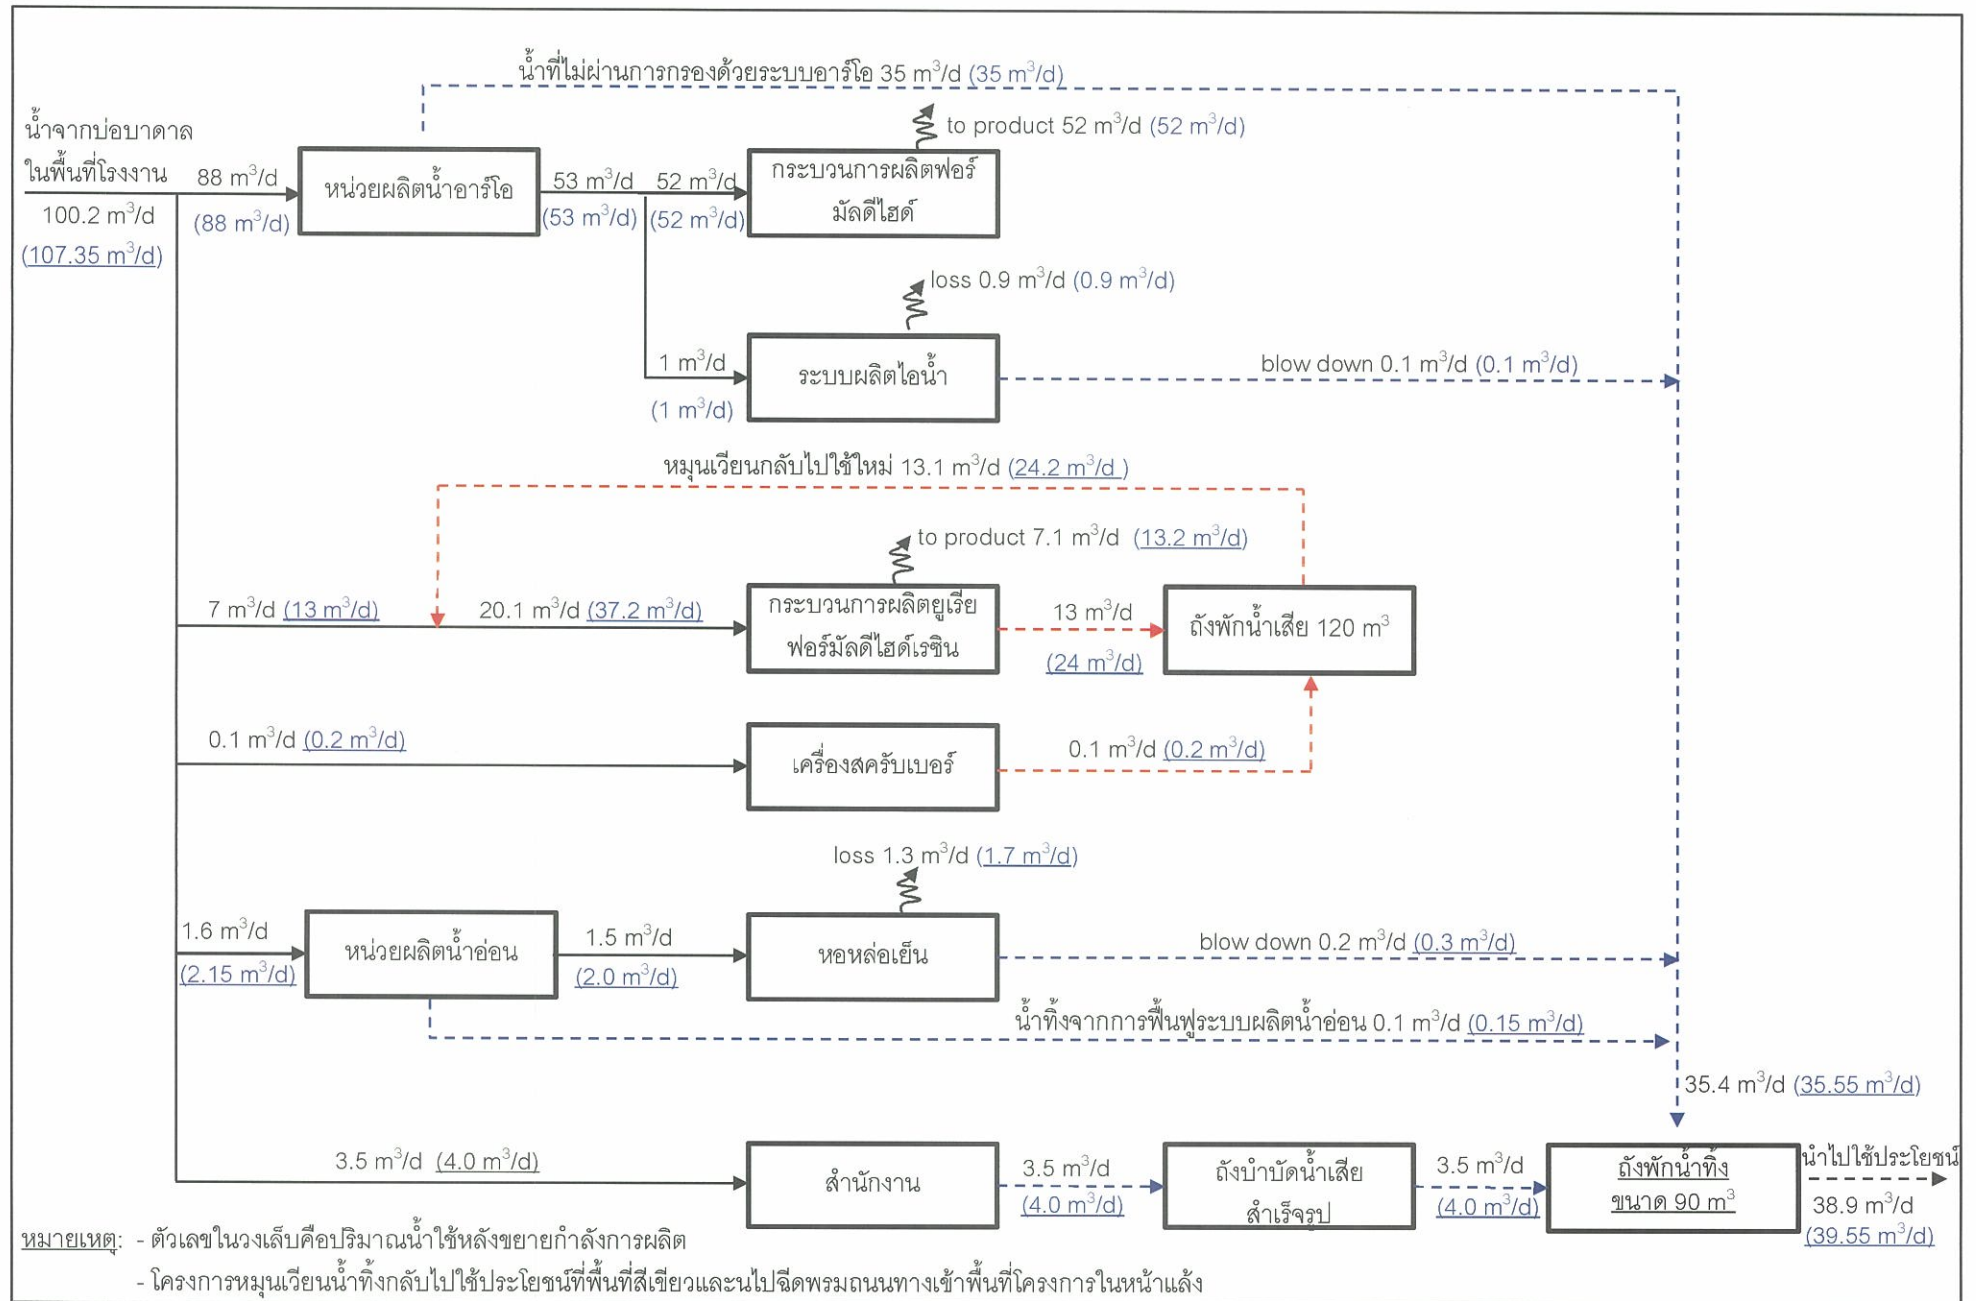 น้ำที่ไม่ผ่านการกรองด้วยระบบอาร์โอ 35 m³/d (35 m³/d)
น้ำจากบ่อบาดาล
ในพื้นที่โรงงาน
100.2 m³/d
(107.35 m³/d)
88 m³/d
(88 m³/d)
หน่วยผลิตน้ำอาร์โอ
53 m³/d
(53 m³/d)
52 m³/d
(52 m³/d)
to product 52 m³/d (52 m³/d)
กระบวนการผลิตฟอร์
มัลดีไฮด์
loss 0.9 m³/d (0.9 m³/d)
1 m³/d
(1 m³/d)
ระบบผลิตไอน้ำ
blow down 0.1 m³/d (0.1 m³/d)
หมุนเวียนกลับไปใช้ใหม่ 13.1 m³/d (24.2 m³/d )
to product 7.1 m³/d (13.2 m³/d)
7 m³/d (13 m³/d)
20.1 m³/d (37.2 m³/d)
กระบวนการผลิตยูเรีย
ฟอร์มัลดีไฮด์เรซิน
13 m³/d
(24 m³/d)
ถังพักน้ำเสีย 120 m³
0.1 m³/d (0.2 m³/d)
เครื่องสครับเบอร์
0.1 m³/d (0.2 m³/d)
loss 1.3 m³/d (1.7 m³/d)
1.6 m³/d
(2.15 m³/d)
หน่วยผลิตน้ำอ่อน
1.5 m³/d
(2.0 m³/d)
หอหล่อเย็น
blow down 0.2 m³/d (0.3 m³/d)
น้ำทิ้งจากการฟื้นฟูระบบผลิตน้ำอ่อน 0.1 m³/d (0.15 m³/d)
35.4 m³/d (35.55 m³/d)
3.5 m³/d (4.0 m³/d)
สำนักงาน
3.5 m³/d
(4.0 m³/d)
ถังบำบัดน้ำเสีย
สำเร็จรูป
3.5 m³/d
(4.0 m³/d)
ถังพักน้ำทิ้ง
ขนาด 90 m³
นำไปใช้ประโยชน์
38.9 m³/d
(39.55 m³/d)
หมายเหตุ: - ตัวเลขในวงเล็บคือปริมาณน้ำใช้หลังขยายกำลังการผลิต
- โครงการหมุนเวียนน้ำทิ้งกลับไปใช้ประโยชน์ที่พื้นที่สีเขียวและนไปฉีดพรมถนนทางเข้าพื้นที่โครงการในหน้าแล้ง